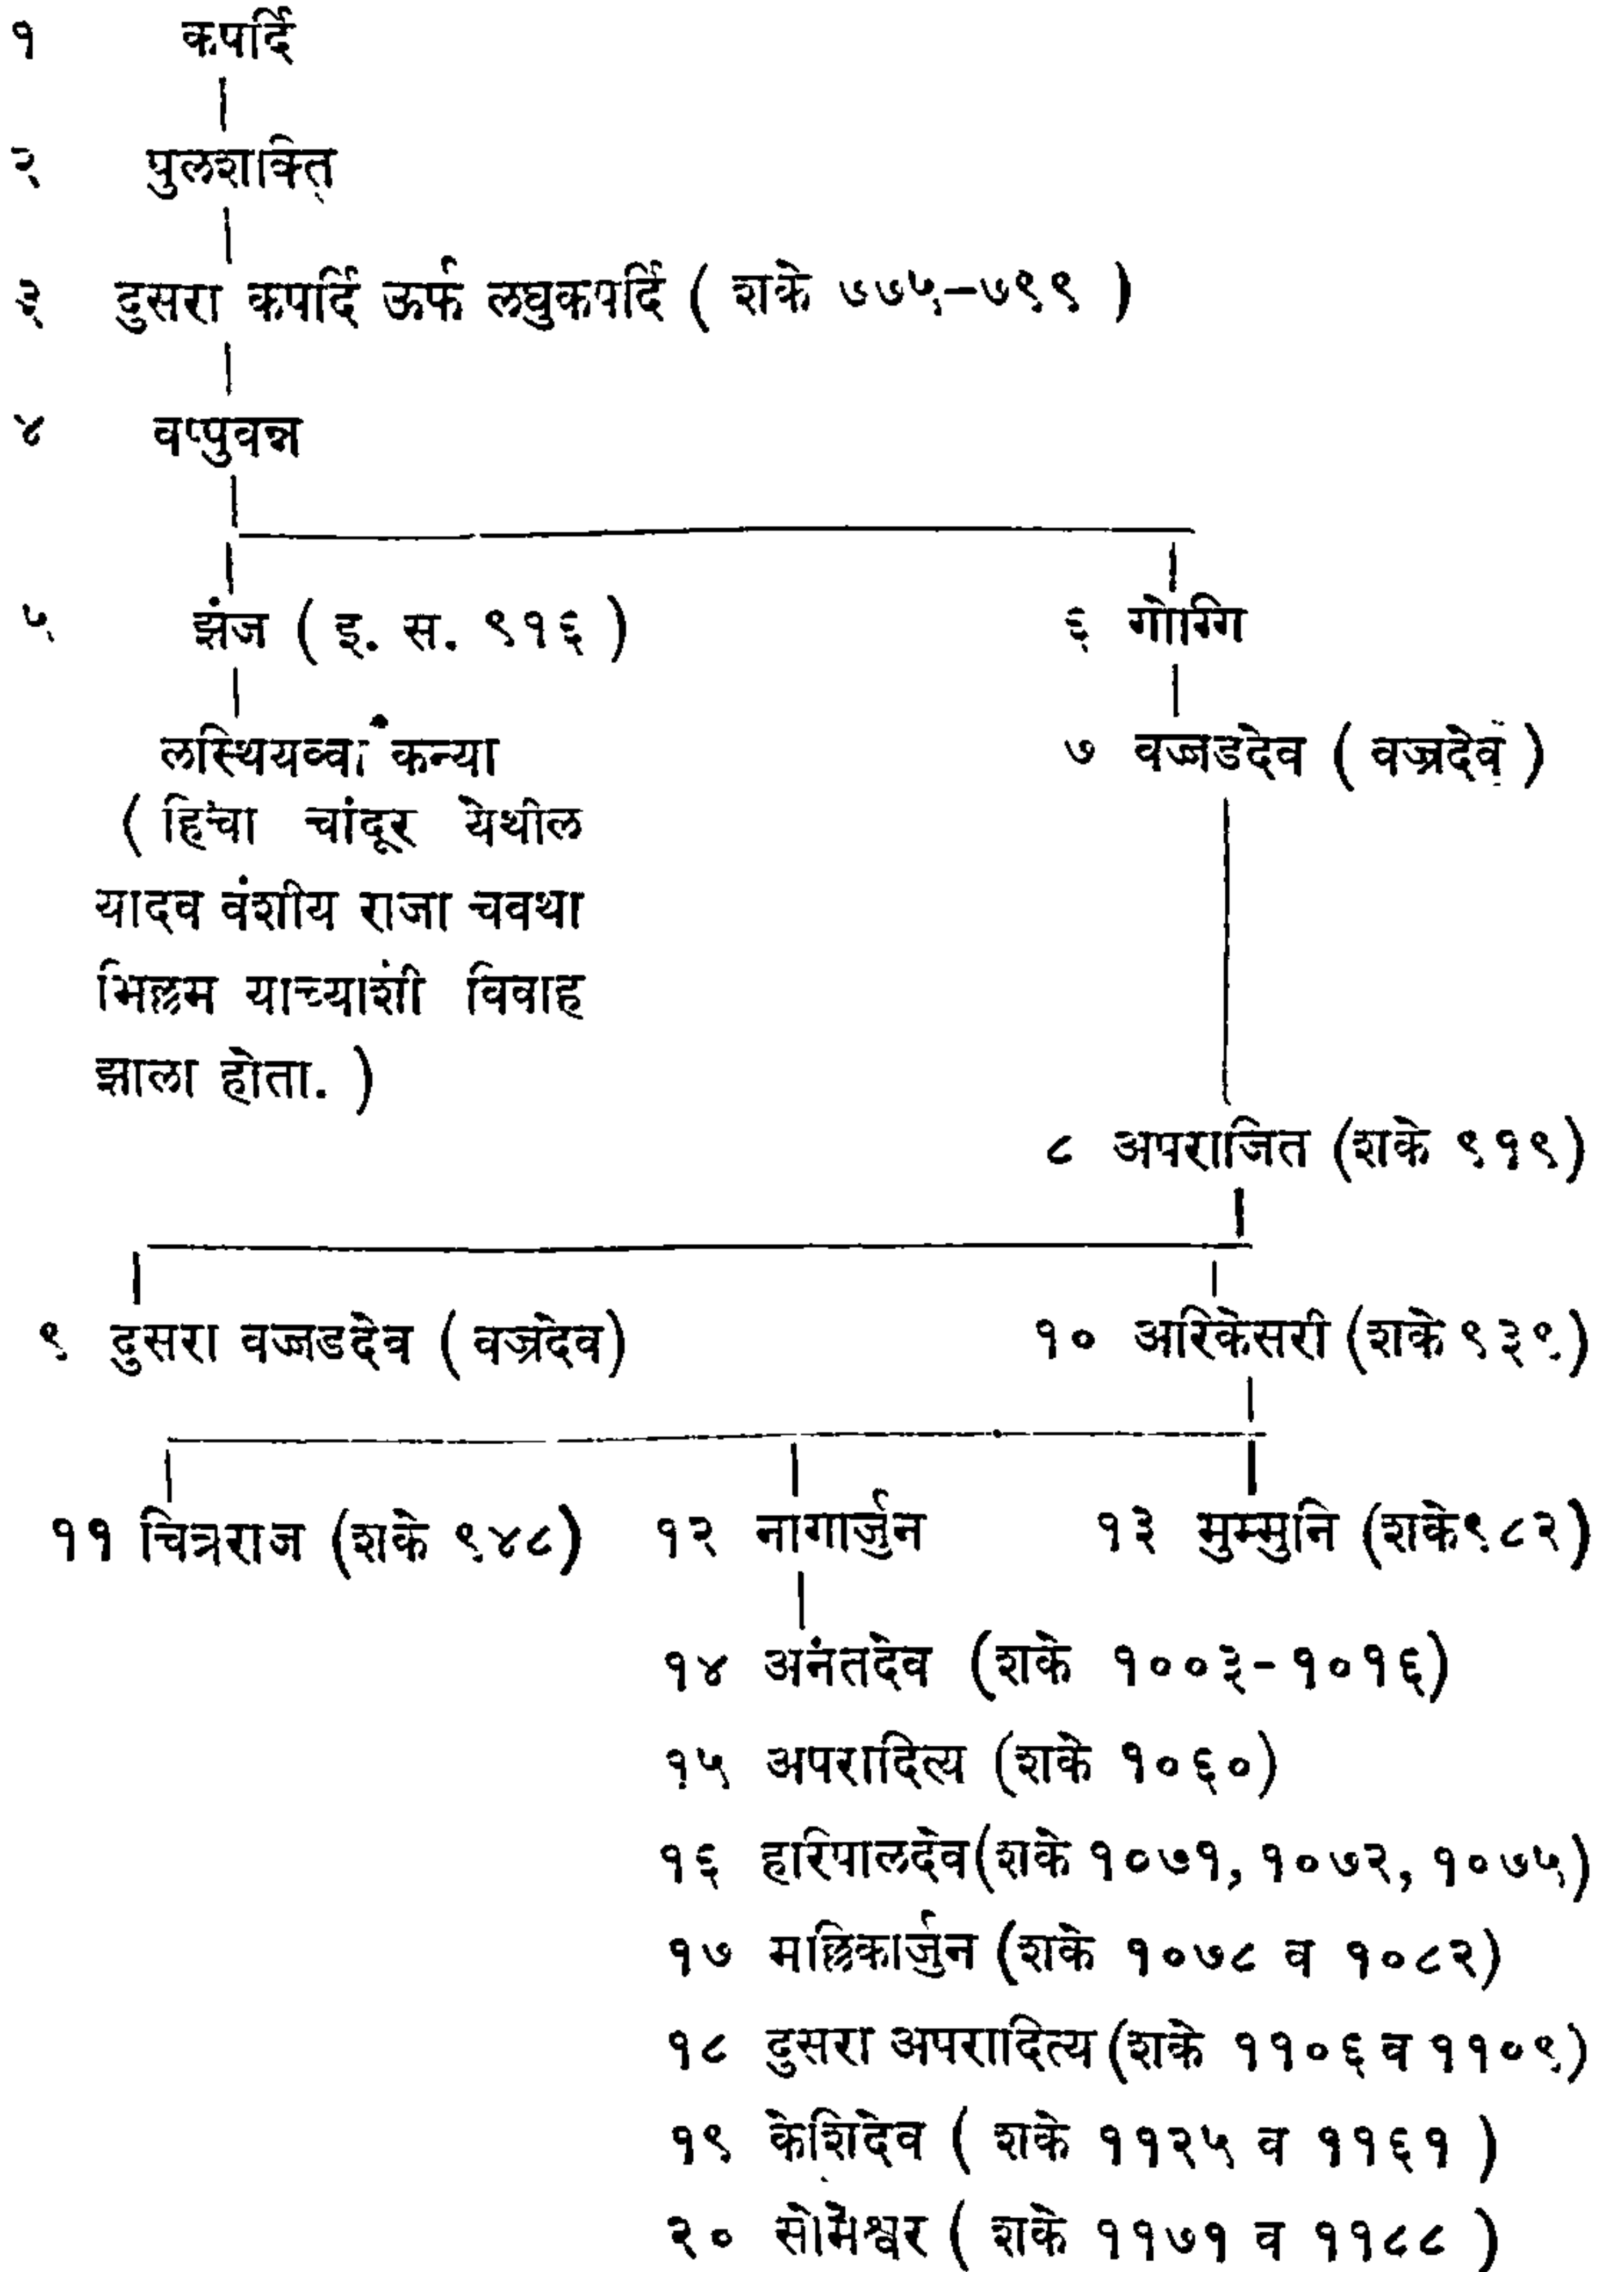 १ कपर्दि
२ पुलशक्ति
३ दुसरा कपर्दि ऊर्फ लघुकपर्दि ( शके ७७५-७९९ )
४ वप्पुवन्न
५ झंज ( इ. स. ९१६ ) ६ गोग्गि
लस्थियव्वा कन्या ७ वज्जडदेव ( वज्रदेव )
( हिचा चांदूर येथील
यादव वंशीय राजा चवथा
भिल्लम याच्याशीं विवाह
झाला होता. )
८ अपराजित (शके ९१९)
९ दुसरा वज्जडदेव ( वज्रदेव) १० अरिकेसरी (शके ९३९)
११ चित्रराज (शके ९४८) १२ नागार्जुन १३ मुम्मुनि (शके९८२)
१४ अनंतदेव (शके १००३-१०१६)
१५ अपरादित्य (शके १०६०)
१६ हरिपालदेव(शके १०७१, १०७२, १०७५)
१७ मल्लिकार्जुन (शके १०७८ व १०८२)
१८ दुसरा अपरादित्य (शके ११०६ व ११०९)
१९ केशिदेव ( शके ११२५ व ११६१ )
२० सोमेश्वर ( शके ११७१ व ११८८ )